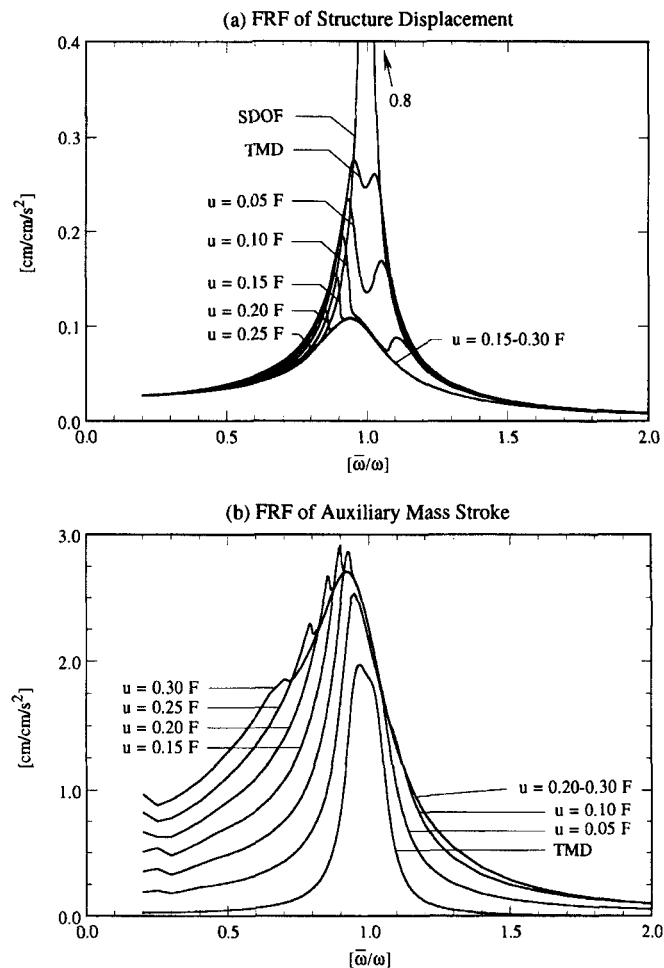 (a) FRF of Structure Displacement
0.4
0.8
SDOF
0.3
TMD
[cm/cm/s²]
u = 0.05 F
0.2
u = 0.10 F
u = 0.15 F
0.1
u = 0.20 F
u = 0.25 F
u = 0.15-0.30 F
0.0
0.0 0.5 1.0 1.5 2.0
[ω̅/ω]
(b) FRF of Auxiliary Mass Stroke
3.0
2.0
[cm/cm/s²]
u = 0.30 F
u = 0.25 F
u = 0.20 F
u = 0.15 F
1.0
u = 0.20-0.30 F
u = 0.10 F
u = 0.05 F
TMD
0.0
0.0 0.5 1.0 1.5 2.0
[ω̅/ω]